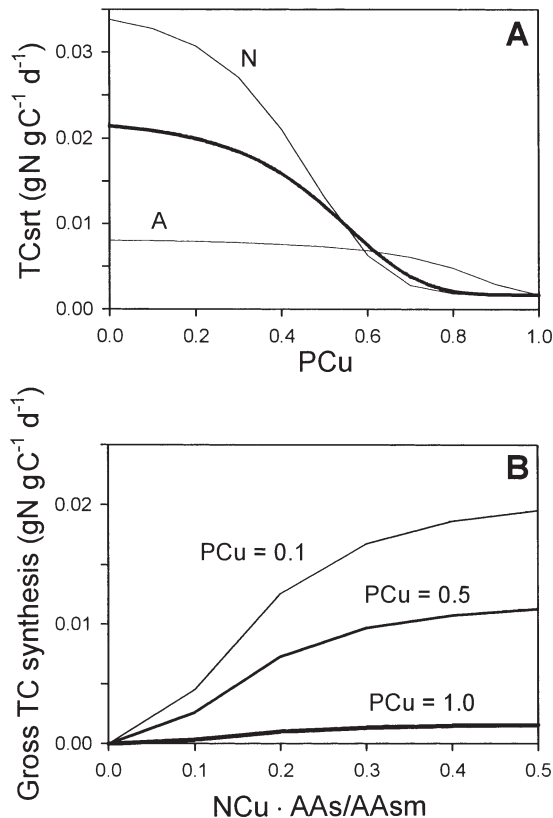 A
TCsrt (gN gC⁻¹ d⁻¹)
0.03
0.02
0.01
0.00
N
A
0.0 0.2 0.4 0.6 0.8 1.0
PCu
B
Gross TC synthesis (gN gC⁻¹ d⁻¹)
0.02
0.01
0.00
PCu = 0.1
PCu = 0.5
PCu = 1.0
0.0 0.1 0.2 0.3 0.4 0.5
NCu · AAs/AAsm